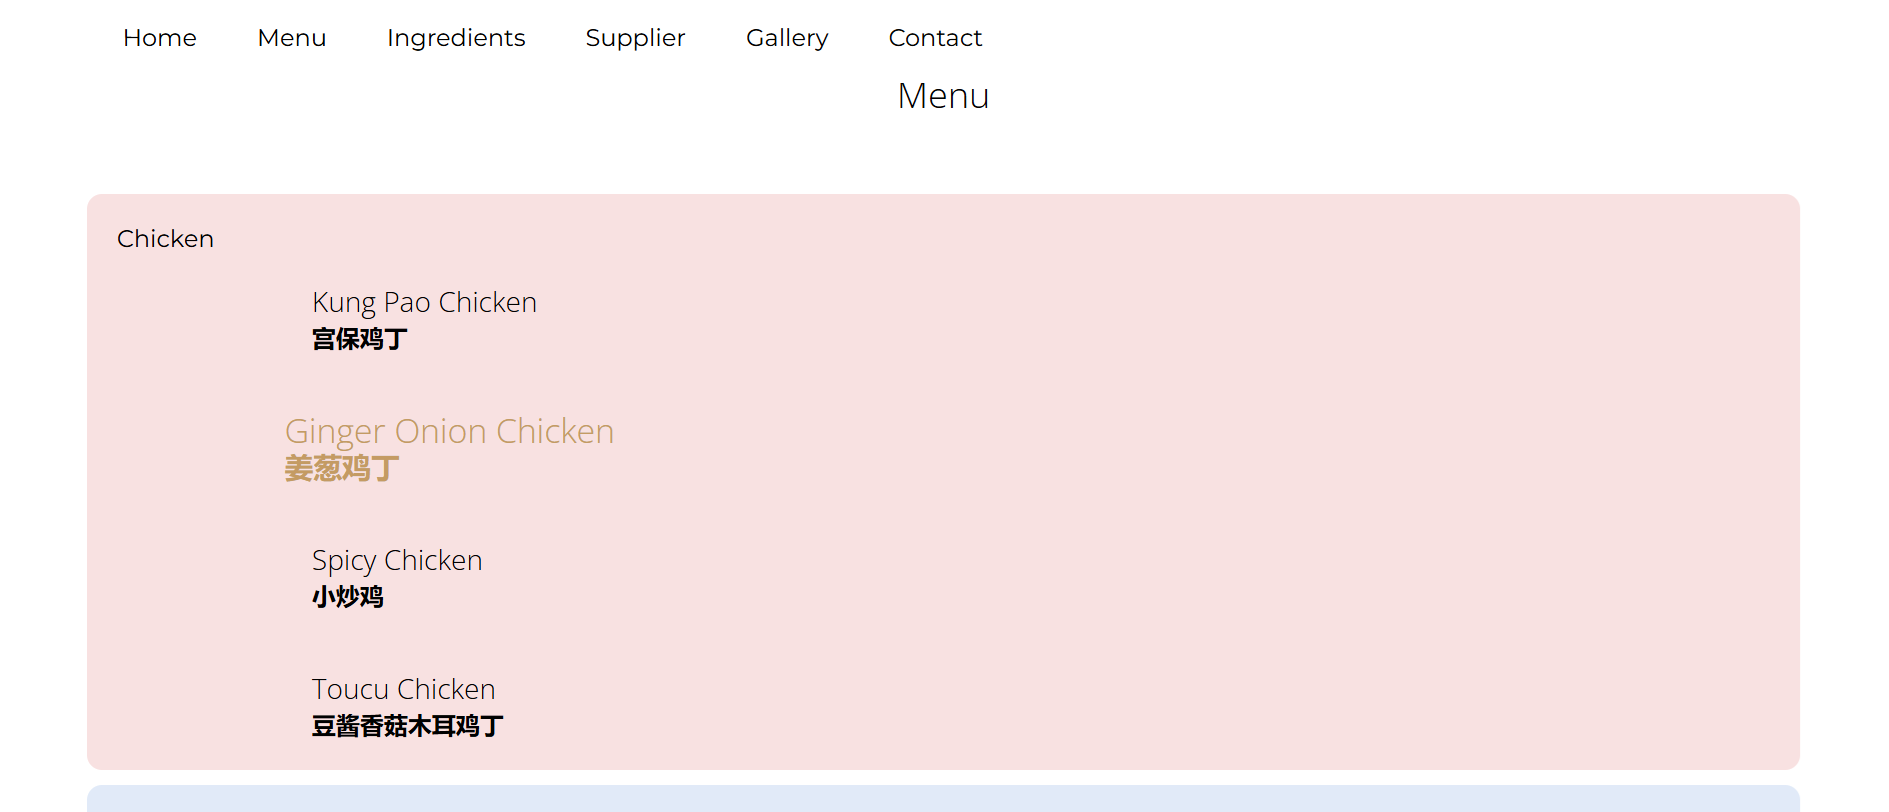 Home Menu Ingredients Supplier Gallery Contact
Menu
Chicken
Kung Pao Chicken
宫保鸡丁
Ginger Onion Chicken
姜葱鸡丁
Spicy Chicken
小炒鸡
Toucu Chicken
豆酱香菇木耳鸡丁